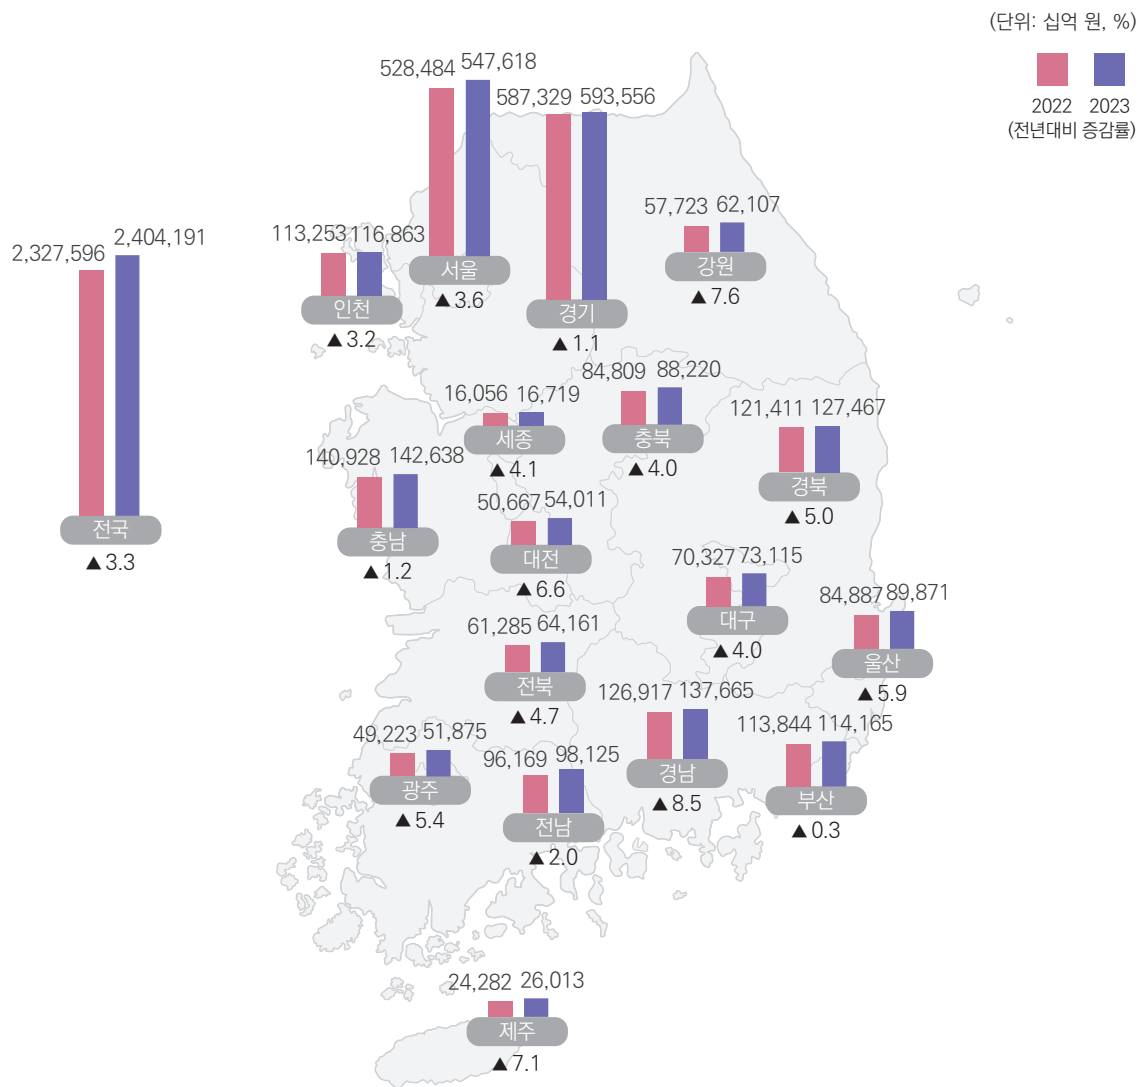 (단위: 십억 원, %)
2022 2023
(전년대비 증감률)
528,484 547,618
서울
▲ 3.6
587,329 593,556
경기
▲ 1.1
57,723 62,107
강원
▲ 7.6
113,253 116,863
인천
▲ 3.2
2,327,596 2,404,191
전국
▲ 3.3
16,056 16,719
세종
▲ 4.1
84,809 88,220
충북
▲ 4.0
121,411 127,467
경북
▲ 5.0
140,928 142,638
충남
▲ 1.2
50,667 54,011
대전
▲ 6.6
70,327 73,115
대구
▲ 4.0
84,887 89,871
울산
▲ 5.9
61,285 64,161
전북
▲ 4.7
126,917 137,665
경남
▲ 8.5
113,844 114,165
부산
▲ 0.3
49,223 51,875
광주
▲ 5.4
96,169 98,125
전남
▲ 2.0
24,282 26,013
제주
▲ 7.1